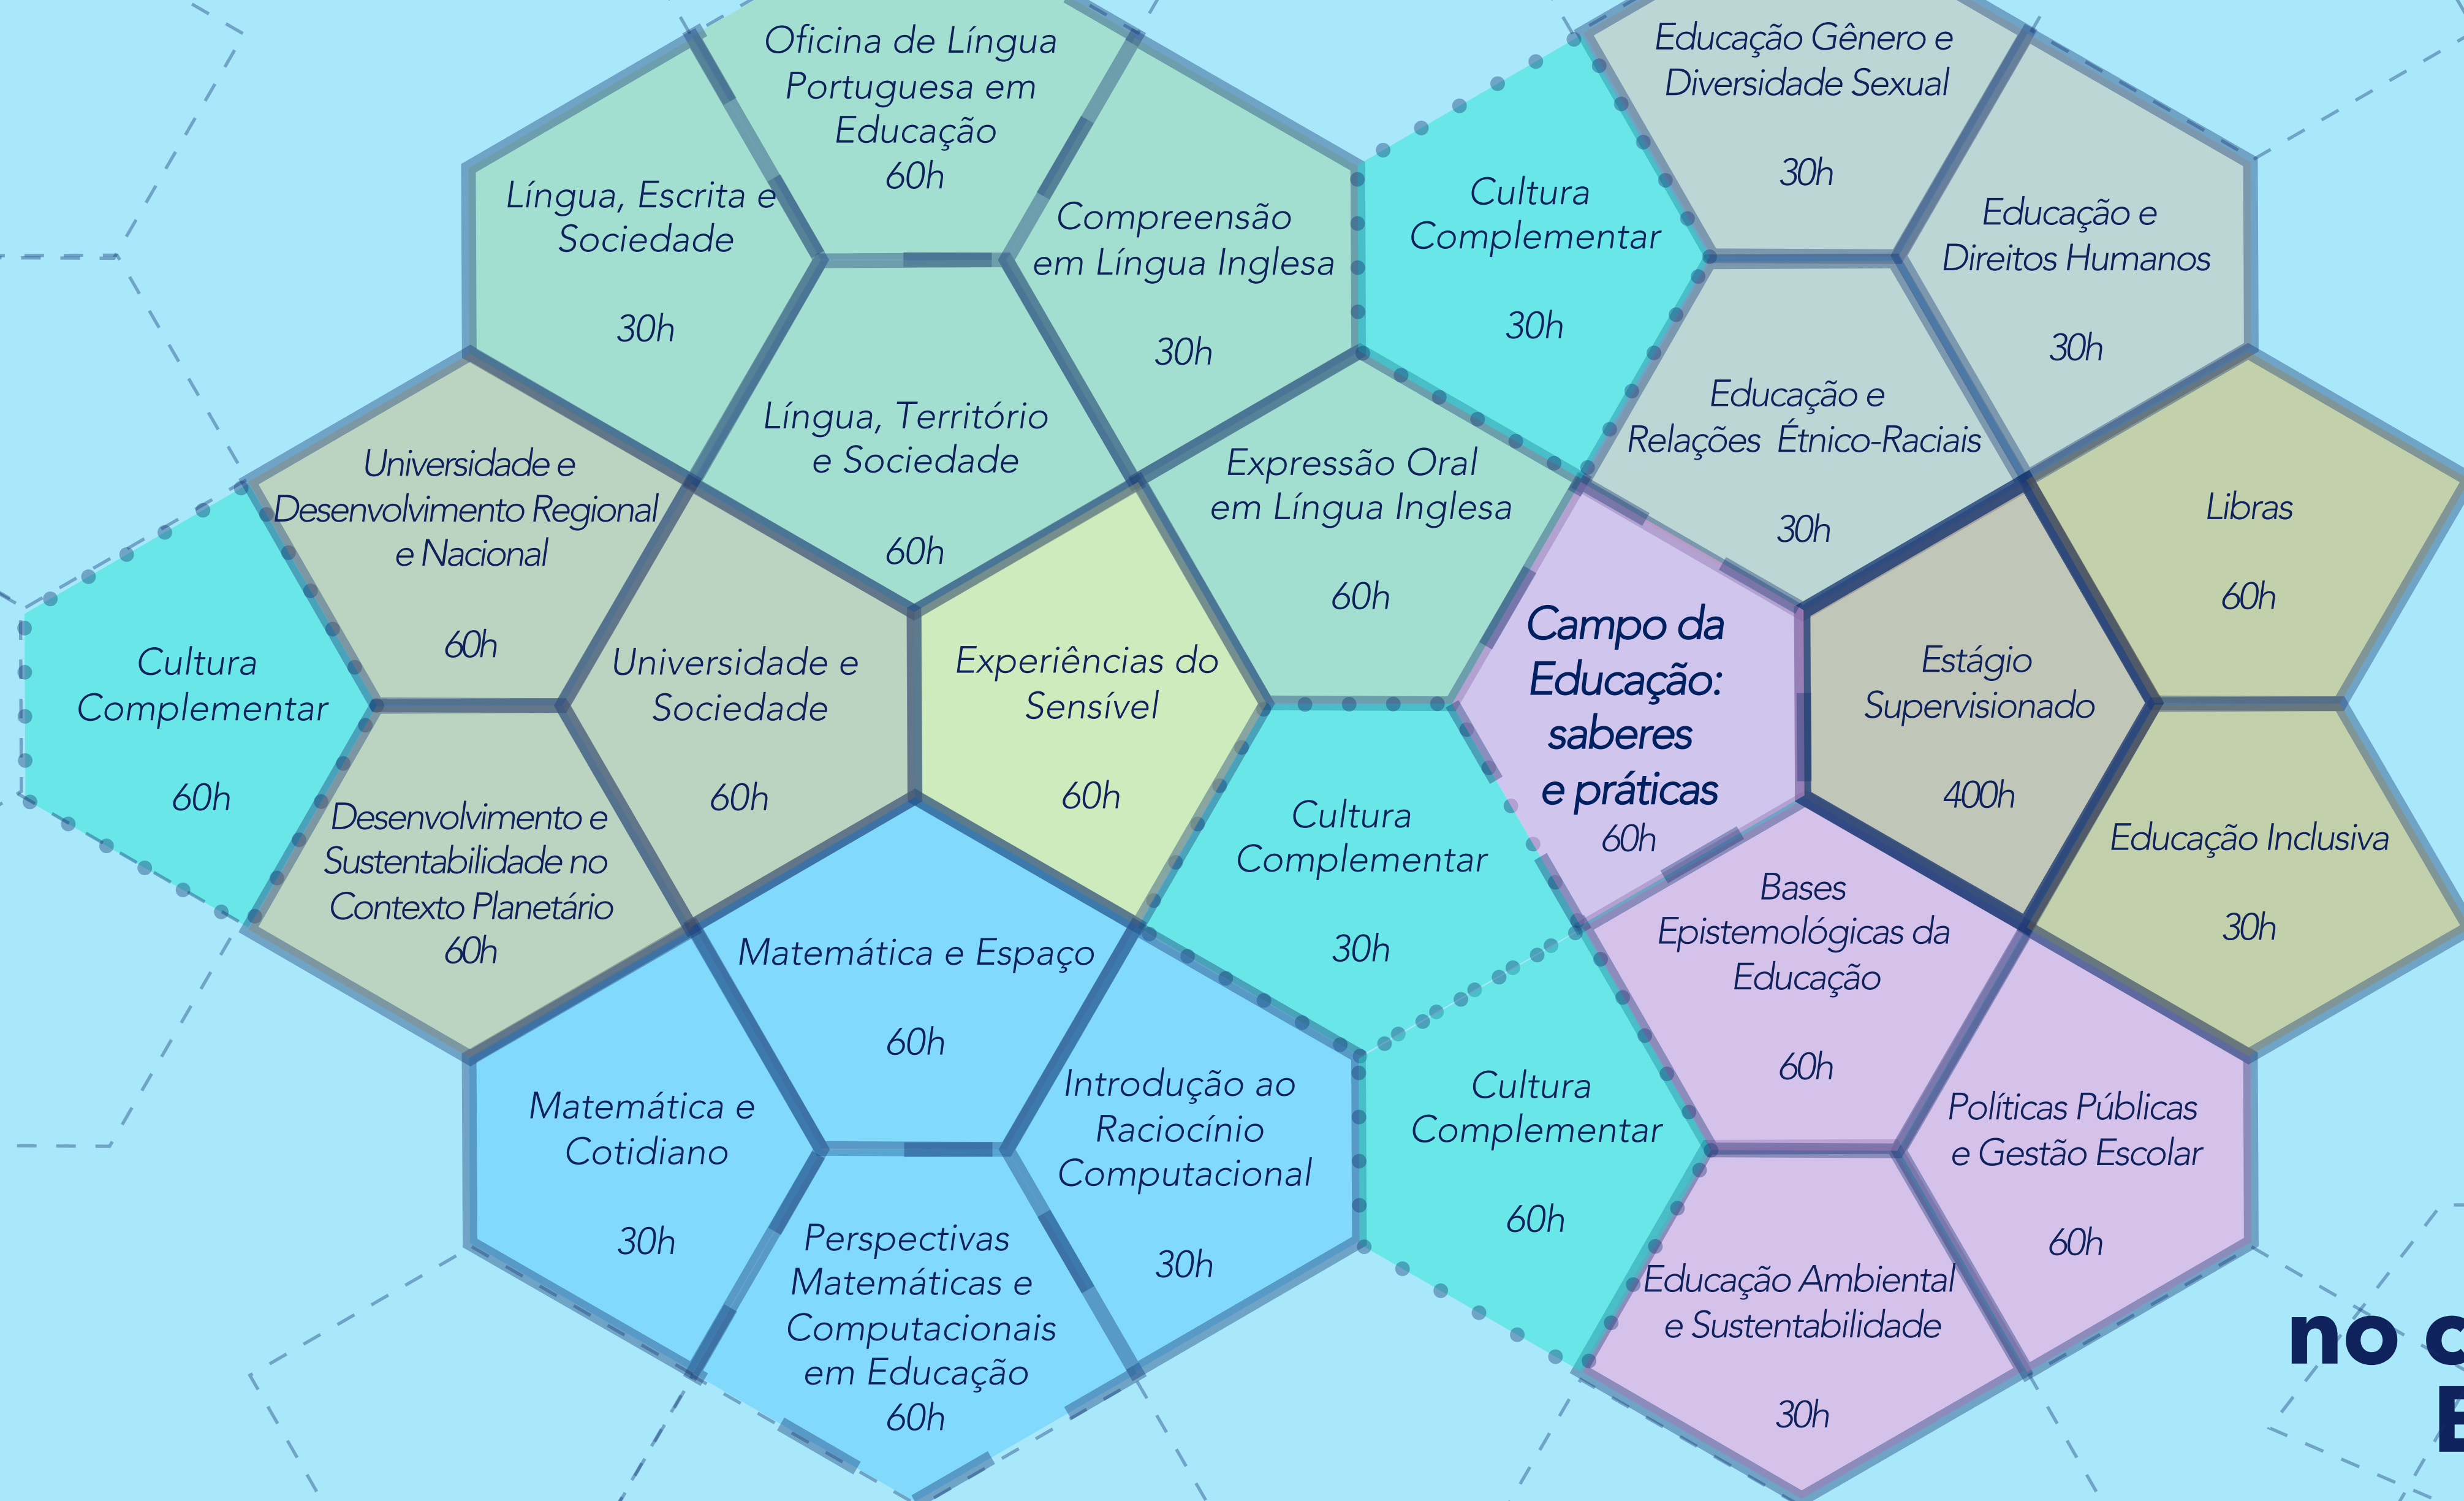 Oficina de Língua
Portuguesa em
Educação
60h
Educação Gênero e
Diversidade Sexual
30h
Língua, Escrita e
Sociedade
30h
Compreensão
em Língua Inglesa
30h
Cultura
Complementar
30h
Educação e
Direitos Humanos
30h
Língua, Território
e Sociedade
60h
Educação e
Relações Étnico-Raciais
30h
Universidade e
Desenvolvimento Regional
e Nacional
60h
Expressão Oral
em Língua Inglesa
60h
Libras
60h
Cultura
Complementar
60h
Universidade e
Sociedade
60h
Experiências do
Sensível
60h
Campo da
Educação:
saberes
e práticas
60h
Estágio
Supervisionado
400h
Desenvolvimento e
Sustentabilidade no
Contexto Planetário
60h
Cultura
Complementar
30h
Educação Inclusiva
30h
Matemática e Espaço
60h
Bases
Epistemológicas da
Educação
60h
Matemática e
Cotidiano
30h
Introdução ao
Raciocínio
Computacional
30h
Cultura
Complementar
60h
Políticas Públicas
e Gestão Escolar
60h
Perspectivas
Matemáticas e
Computacionais
em Educação
60h
Educação Ambiental
e Sustentabilidade
30h
no